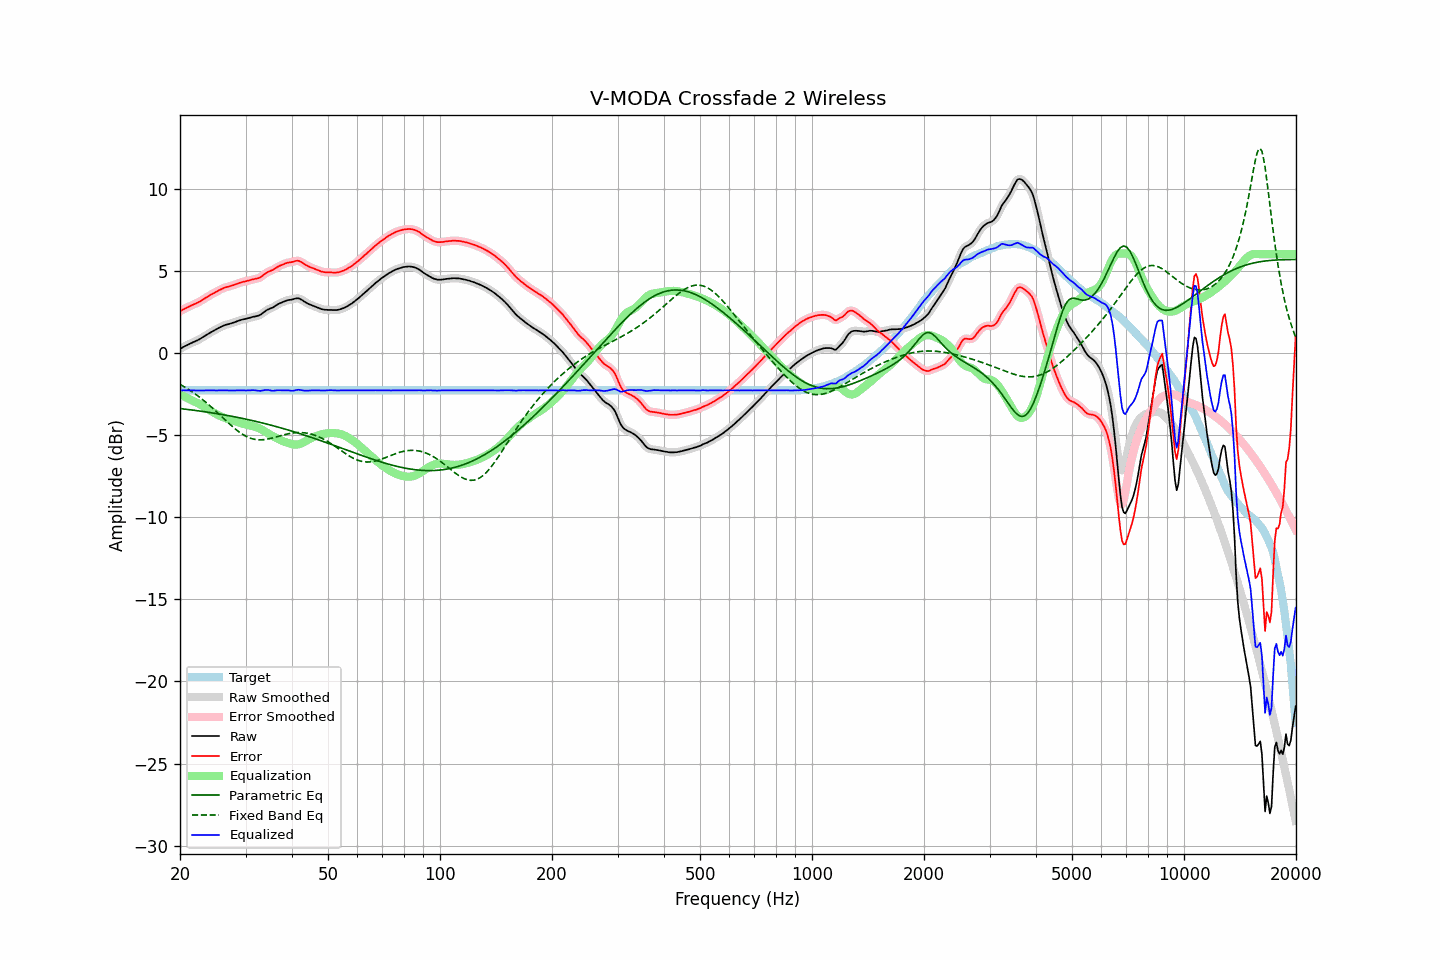 V-MODA Crossfade 2 Wireless
Amplitude (dBr)
10
5
0
−5
−10
−15
−20
−25
−30
Target
Raw Smoothed
Error Smoothed
Raw
Error
Equalization
Parametric Eq
Fixed Band Eq
Equalized
20 50 100 200 500 1000 2000 5000 10000 20000
Frequency (Hz)